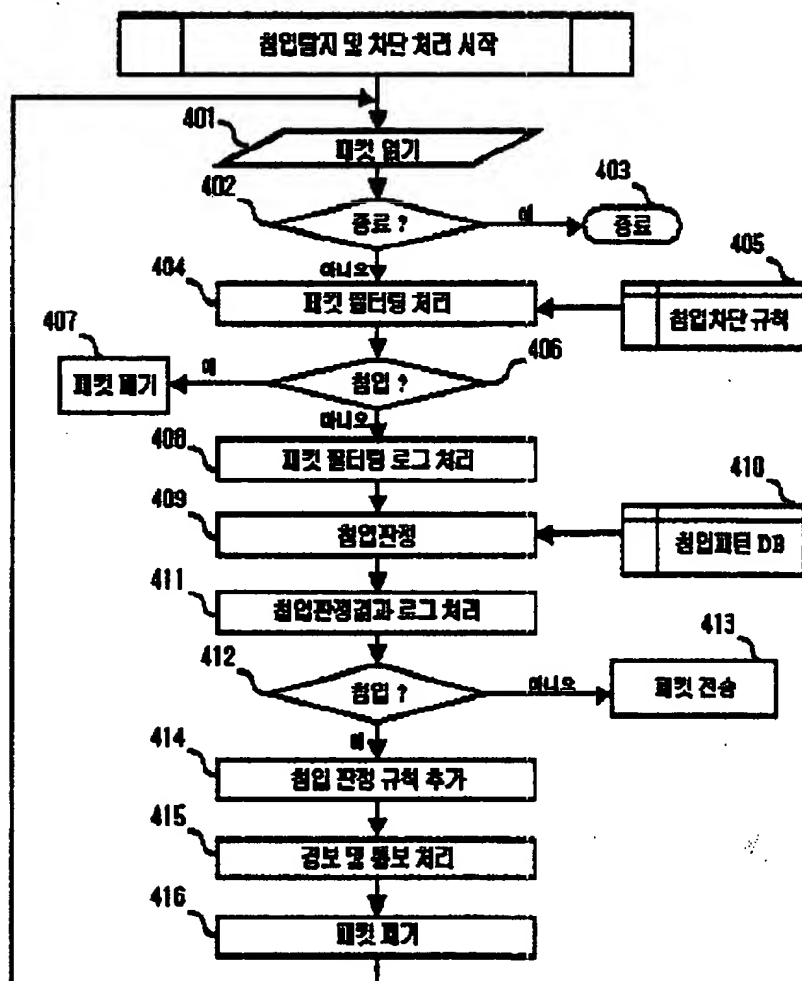 침입탐지 및 차단 처리 시작
401
패킷 얻기
402
종료 ?
예
403
종료
아니오
404
패킷 필터링 처리
405
침입차단 규칙
406
침입 ?
예
407
패킷 폐기
아니오
408
패킷 필터링 로그 처리
409
침입판정
410
침입패턴 DB
411
침입판정결과 로그 처리
412
침입 ?
아니오
413
패킷 전송
예
414
침입 판정 규칙 추가
415
경보 및 통보 처리
416
패킷 폐기